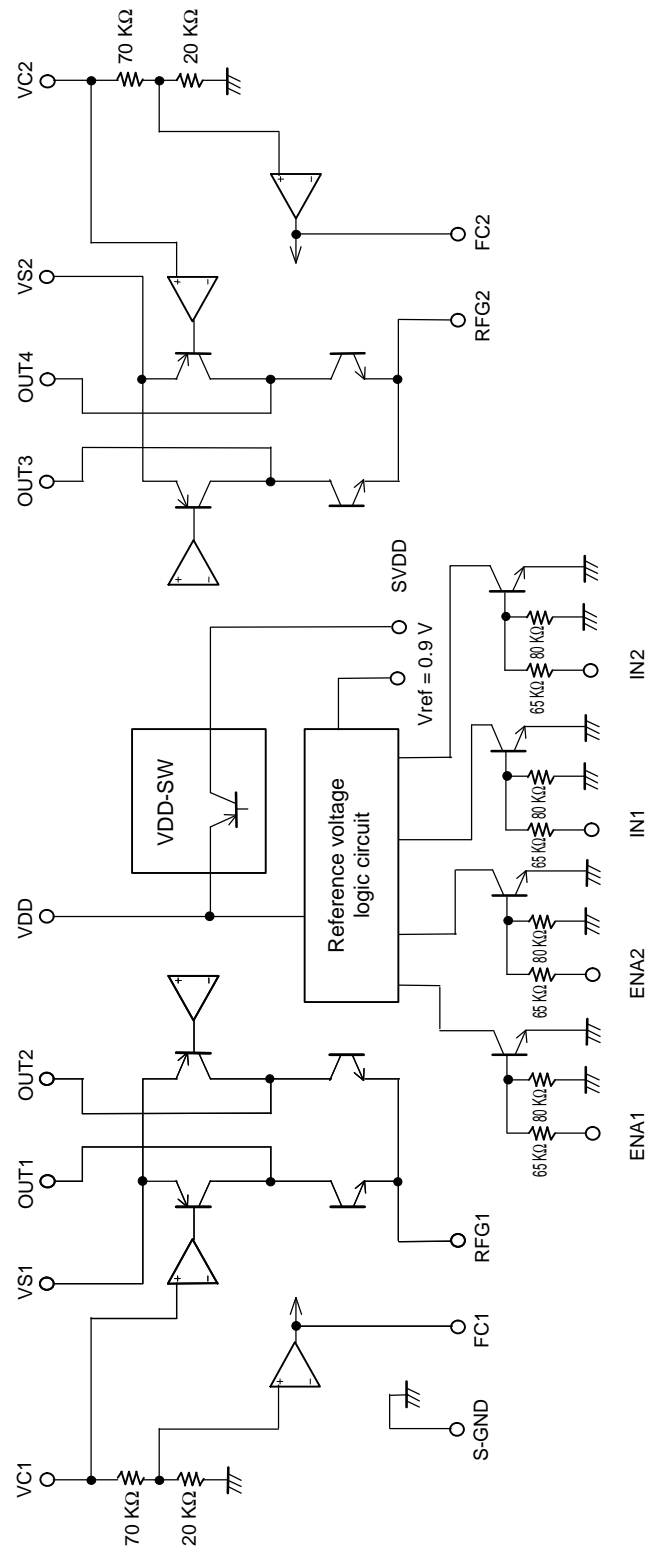 VC1
VS1
OUT1
OUT2
VDD
OUT3
OUT4
VS2
VC2
70 KΩ
20 KΩ
70 KΩ
20 KΩ
VDD-SW
SVDD
Vref = 0.9 V
Reference voltage
logic circuit
S-GND
FC1
RFG1
RFG2
FC2
65 KΩ
80 KΩ
65 KΩ
80 KΩ
65 KΩ
80 KΩ
65 KΩ
80 KΩ
ENA1
ENA2
IN1
IN2
+
−
+
−
+
−
+
−
+
−
+
−